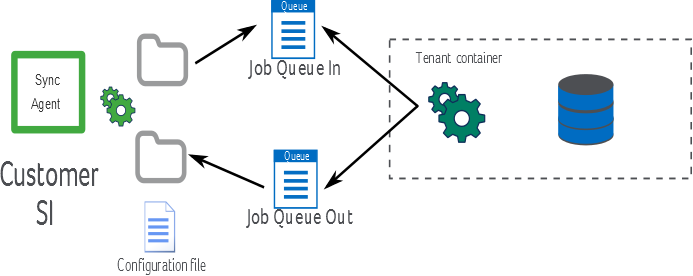 Queue
Job Queue In
Tenant container
Sync
Agent
Customer
SI
Queue
Job Queue Out
Configuration file